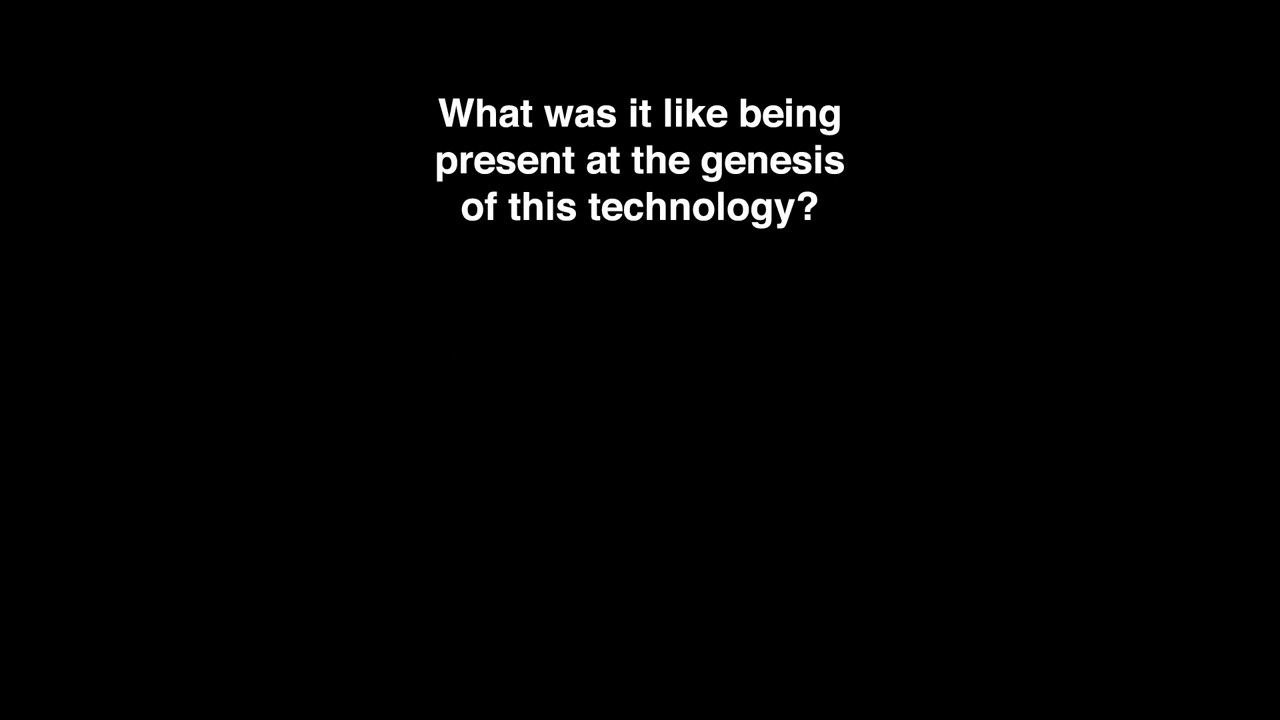 What was it like being
present at the genesis
of this technology?